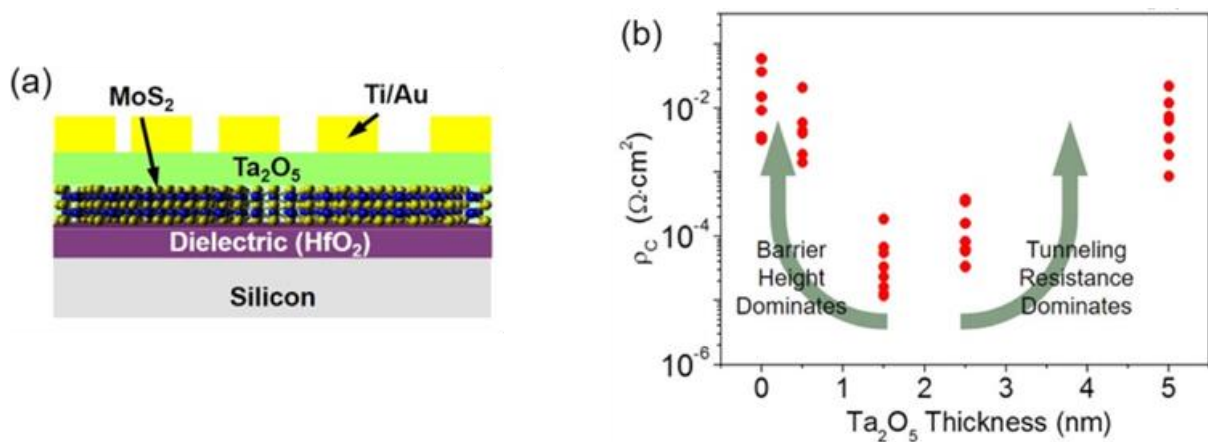 (a)
MoS₂
Ti/Au
Ta₂O₅
Dielectric (HfO₂)
Silicon
(b)
ρ_C (Ω·cm²)
10⁻²
10⁻⁴
10⁻⁶
Barrier
Height
Dominates
Tunneling
Resistance
Dominates
0 1 2 3 4 5
Ta₂O₅ Thickness (nm)